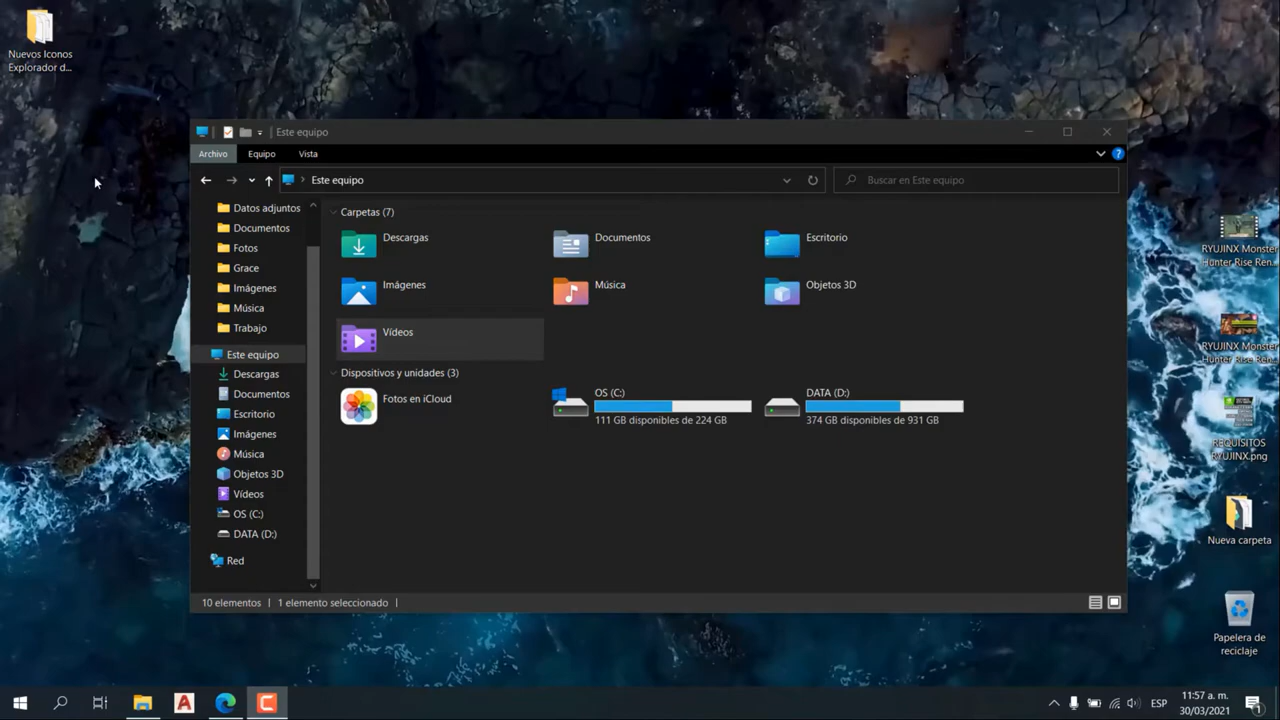 Nuevos Iconos
Explorador d...
Este equipo
Archivo
Equipo
Vista
Este equipo
Buscar en Este equipo
Datos adjuntos
Documentos
Fotos
Grace
Imágenes
Música
Trabajo
Este equipo
Descargas
Documentos
Escritorio
Imágenes
Música
Objetos 3D
Vídeos
OS (C:)
DATA (D:)
Red
Carpetas (7)
Descargas
Documentos
Escritorio
Imágenes
Música
Objetos 3D
Vídeos
Dispositivos y unidades (3)
Fotos en iCloud
OS (C:)
111 GB disponibles de 224 GB
DATA (D:)
374 GB disponibles de 931 GB
10 elementos
1 elemento seleccionado
RYUJINX Monster
Hunter Rise Ren...
RYUJINX Monster
Hunter Rise Ren...
REQUISITOS
RYUJINX.png
Nueva carpeta
Papelera de
reciclaje
ESP
11:57 a. m.
30/03/2021
1